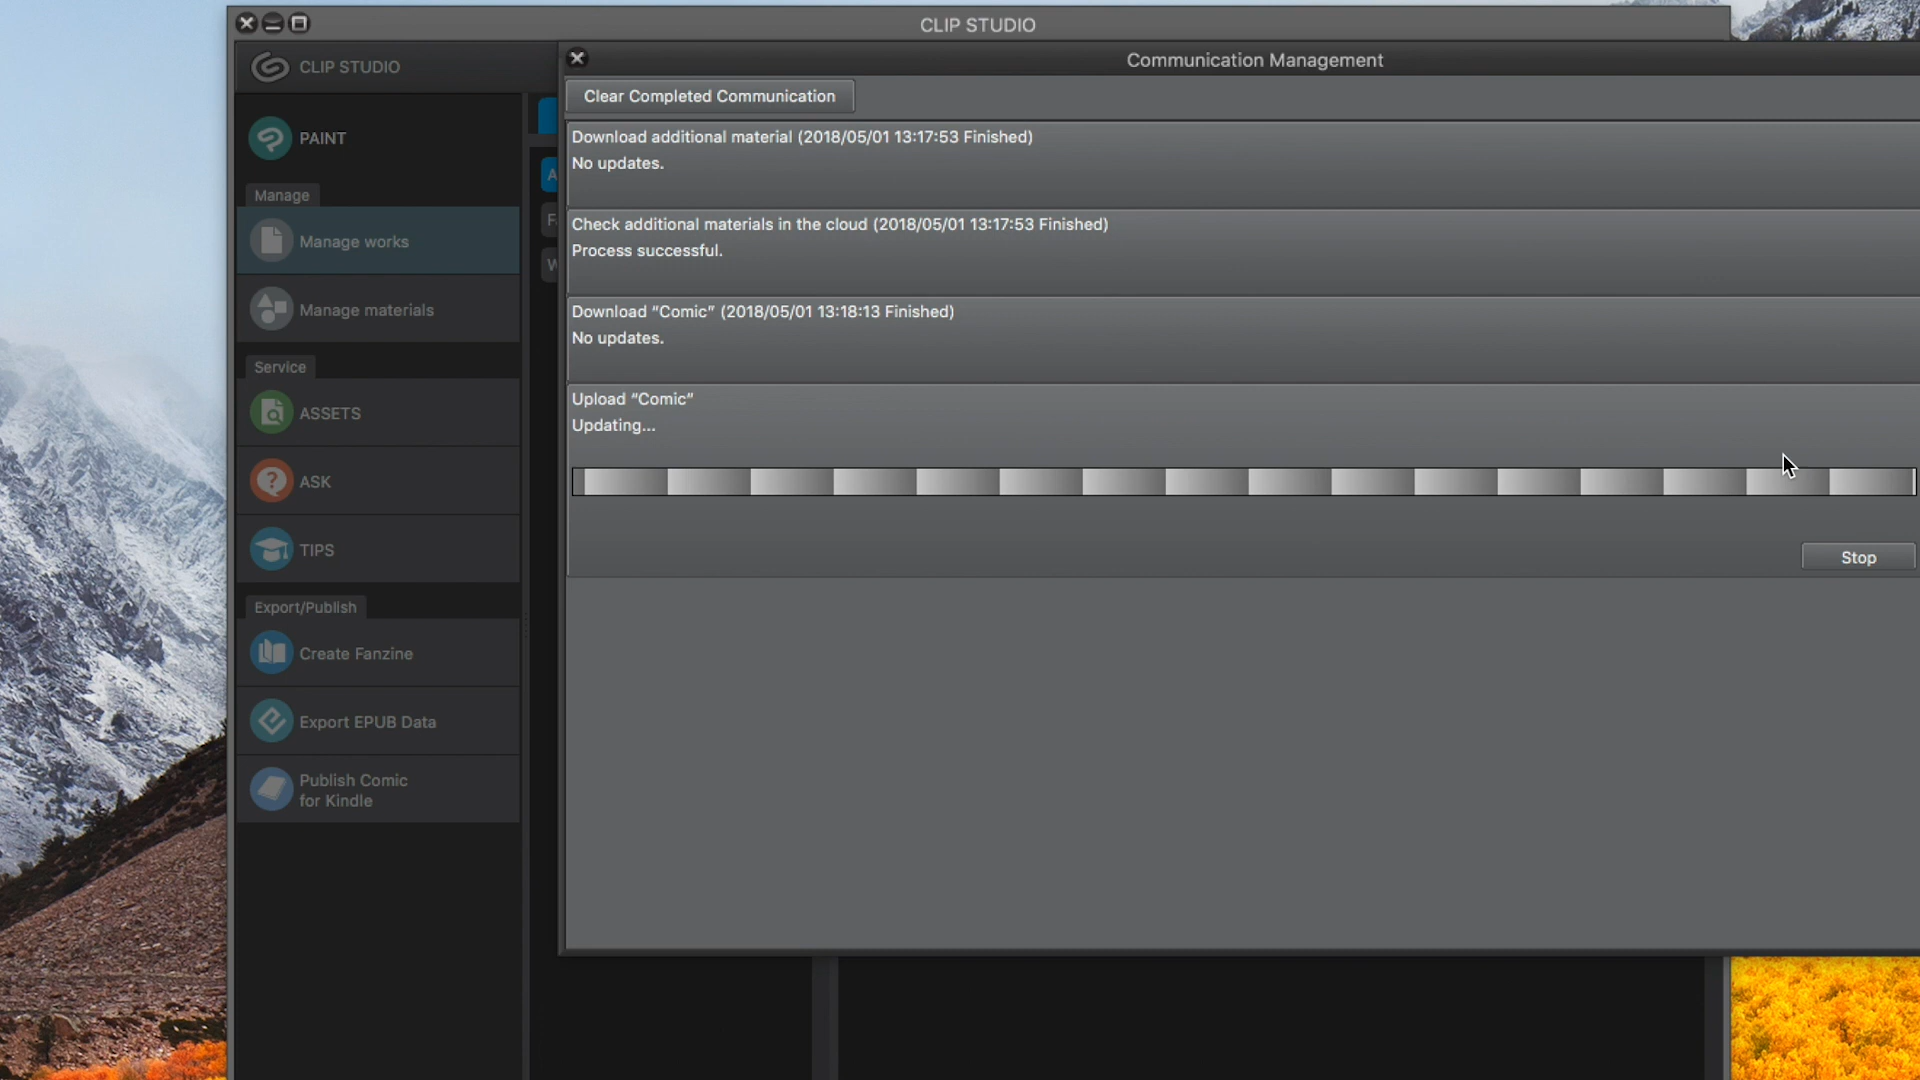 CLIP STUDIO
CLIP STUDIO
PAINT
Manage
Manage works
Manage materials
Service
ASSETS
ASK
TIPS
Export/Publish
Create Fanzine
Export EPUB Data
Publish Comic
for Kindle
Communication Management
Clear Completed Communication
Download additional material (2018/05/01 13:17:53 Finished)
No updates.
Check additional materials in the cloud (2018/05/01 13:17:53 Finished)
Process successful.
Download “Comic” (2018/05/01 13:18:13 Finished)
No updates.
Upload “Comic”
Updating...
Stop